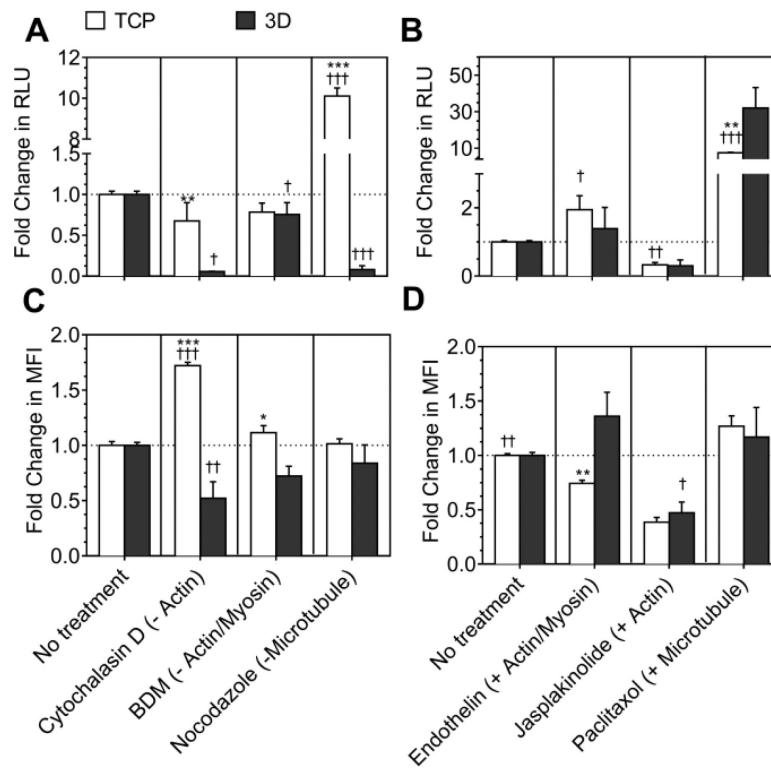 A
TCP
3D
B
Fold Change in RLU
12
10
8
1.5
1.0
0.5
0.0
**
†
†
***
†††
†††
Fold Change in RLU
50
30
10
2
0
†
††
**
†††
C
Fold Change in MFI
2.0
1.5
1.0
0.5
0.0
***
†††
††
*
D
Fold Change in MFI
2.0
1.5
1.0
0.5
0.0
††
**
†
No treatment
Cytochalasin D (- Actin)
BDM (- Actin/Myosin)
Nocodazole (-Microtubule)
No treatment
Endothelin (+ Actin/Myosin)
Jasplakinolide (+ Actin)
Paclitaxol (+ Microtubule)